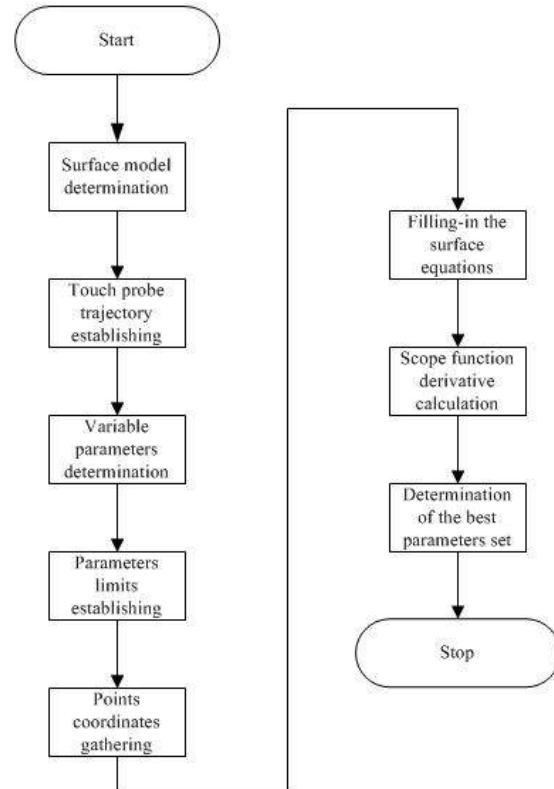 Start
Surface model
determination
Touch probe
trajectory
establishing
Variable
parameters
determination
Parameters
limits
establishing
Points
coordinates
gathering
Filling-in the
surface
equations
Scope function
derivative
calculation
Determination
of the best
parameters set
Stop